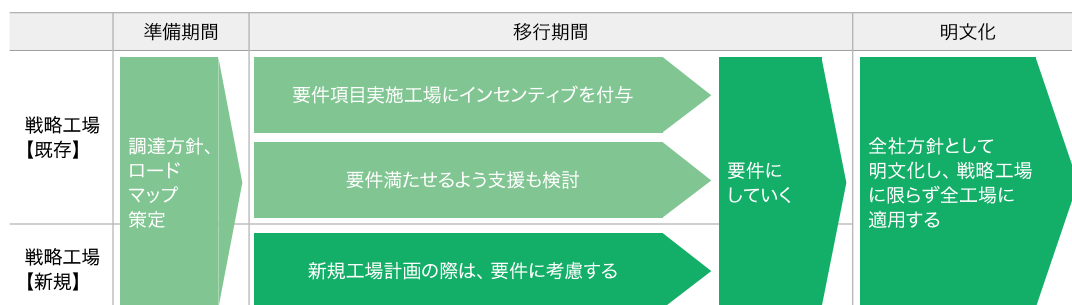 準備期間
移行期間
明文化
戦略工場
【既存】
調達方針、
ロード
マップ
策定
要件項目実施工場にインセンティブを付与
要件満たせるよう支援も検討
要件に
していく
全社方針として
明文化し、戦略工場
に限らず全工場に
適用する
戦略工場
【新規】
新規工場計画の際は、要件に考慮する